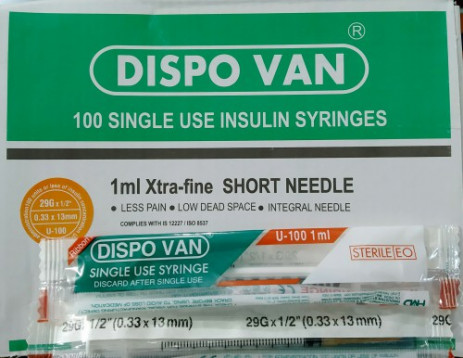 DISPO VAN ®
100 SINGLE USE INSULIN SYRINGES
1ml Xtra-fine SHORT NEEDLE
● LESS PAIN ● LOW DEAD SPACE ● INTEGRAL NEEDLE
COMPLIES WITH IS 12227 / ISO 8537
29G x 1/2"
0.33 x 13mm
U-100
DISPO VAN
U-100 1 ml
SINGLE USE SYRINGE
DISCARD AFTER SINGLE USE
STERILE EO
HMD
29G 1/2" (0.33 x 13 mm)
29G x 1/2" (0.33 x 13 mm)